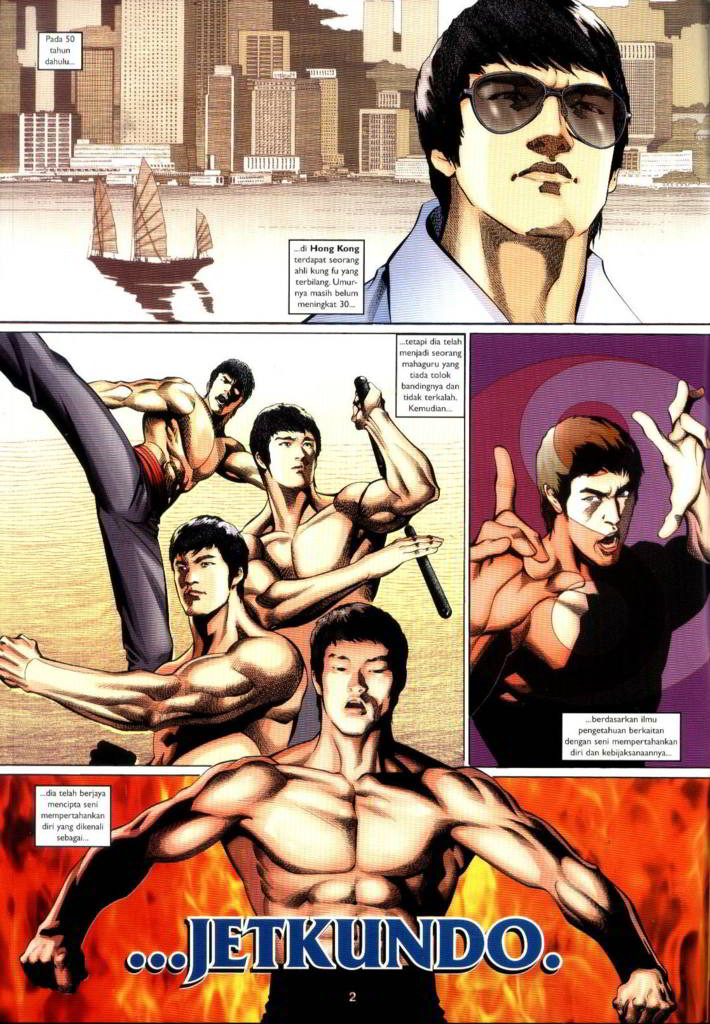 Pada 50
tahun
dahulu...
...di Hong Kong
terdapat seorang
ahli kung fu yang
terbilang. Umur-
nya masih belum
meningkat 30...
...tetapi dia telah
menjadi seorang
mahaguru yang
tiada tolok
bandingnya dan
tidak terkalah.
Kemudian...
...berdasarkan ilmu
pengetahuan berkaitan
dengan seni mempertahankan
diri dan kebijaksanaannya...
...dia telah berjaya
mencipta seni
mempertahankan
diri yang dikenali
sebagai...
...JETKUNDO.
2